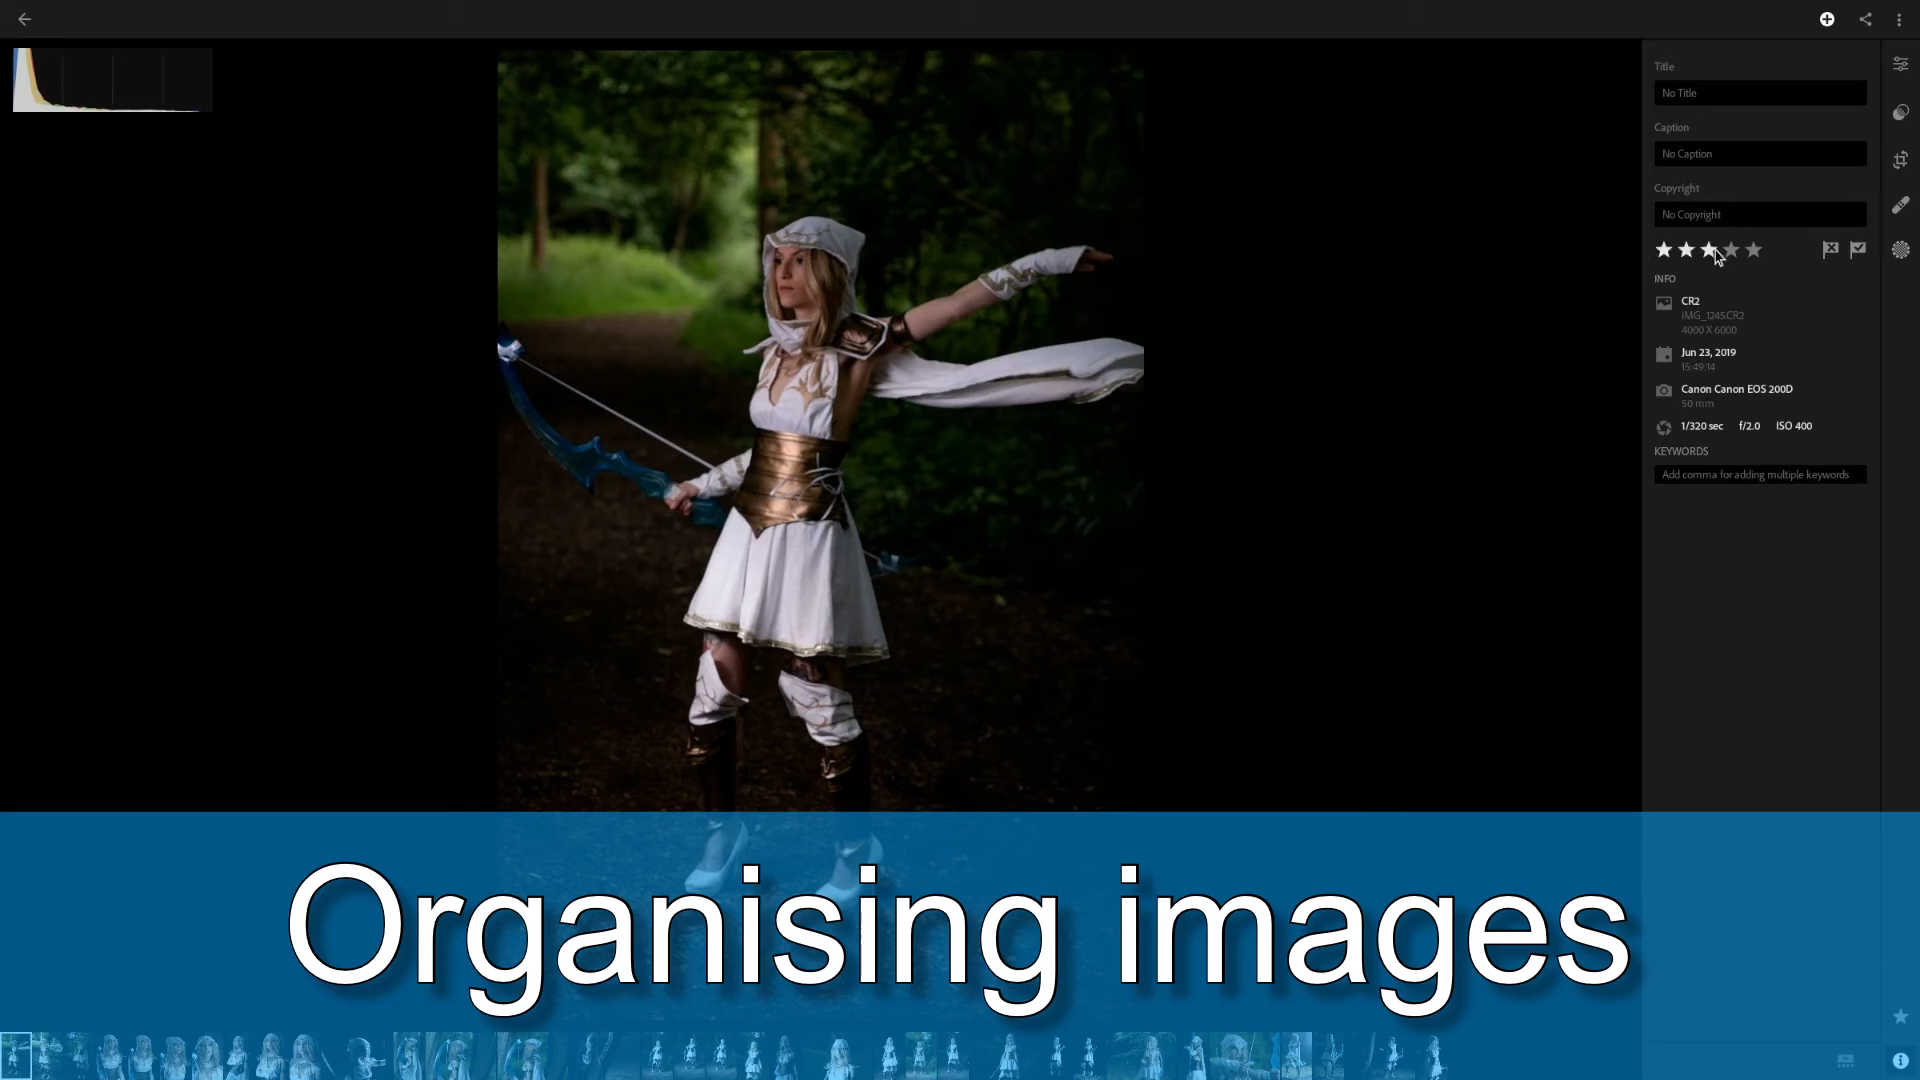 Title
No Title
Caption
No Caption
Copyright
No Copyright
INFO
CR2
IMG_1245.CR2
4000 X 6000
Jun 23, 2019
15:49:14
Canon Canon EOS 200D
50 mm
1/320 sec f/2.0 ISO 400
KEYWORDS
Add comma for adding multiple keywords
Organising images